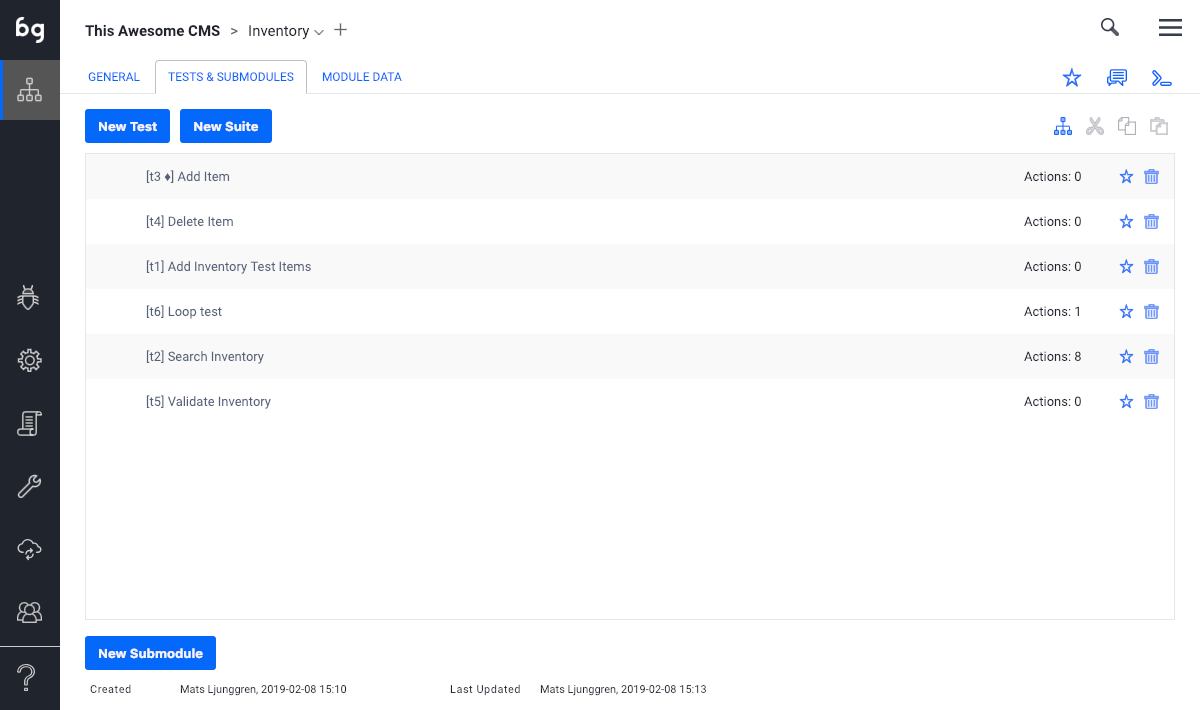 bg
This Awesome CMS > Inventory
GENERAL TESTS & SUBMODULES MODULE DATA
New Test New Suite
[t3 ♦] Add Item Actions: 0
[t4] Delete Item Actions: 0
[t1] Add Inventory Test Items Actions: 0
[t6] Loop test Actions: 1
[t2] Search Inventory Actions: 8
[t5] Validate Inventory Actions: 0
New Submodule
Created Mats Ljunggren, 2019-02-08 15:10 Last Updated Mats Ljunggren, 2019-02-08 15:13